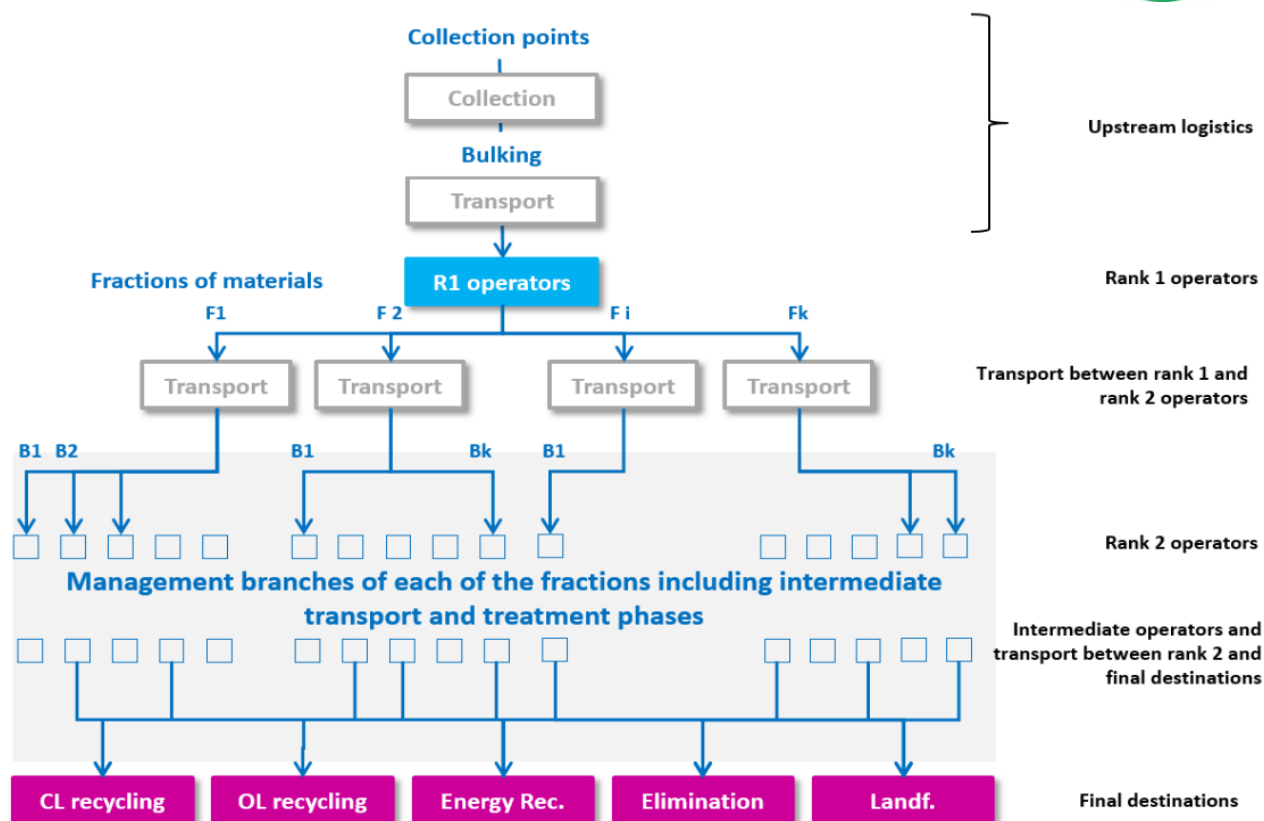 Collection points
Collection
Upstream logistics
Bulking
Transport
Fractions of materials
R1 operators
Rank 1 operators
F1
F 2
F i
Fk
Transport
Transport
Transport
Transport
Transport between rank 1 and
rank 2 operators
B1
B2
B1
Bk
B1
Bk
Rank 2 operators
Management branches of each of the fractions including intermediate
transport and treatment phases
Intermediate operators and
transport between rank 2 and
final destinations
CL recycling
OL recycling
Energy Rec.
Elimination
Landf.
Final destinations